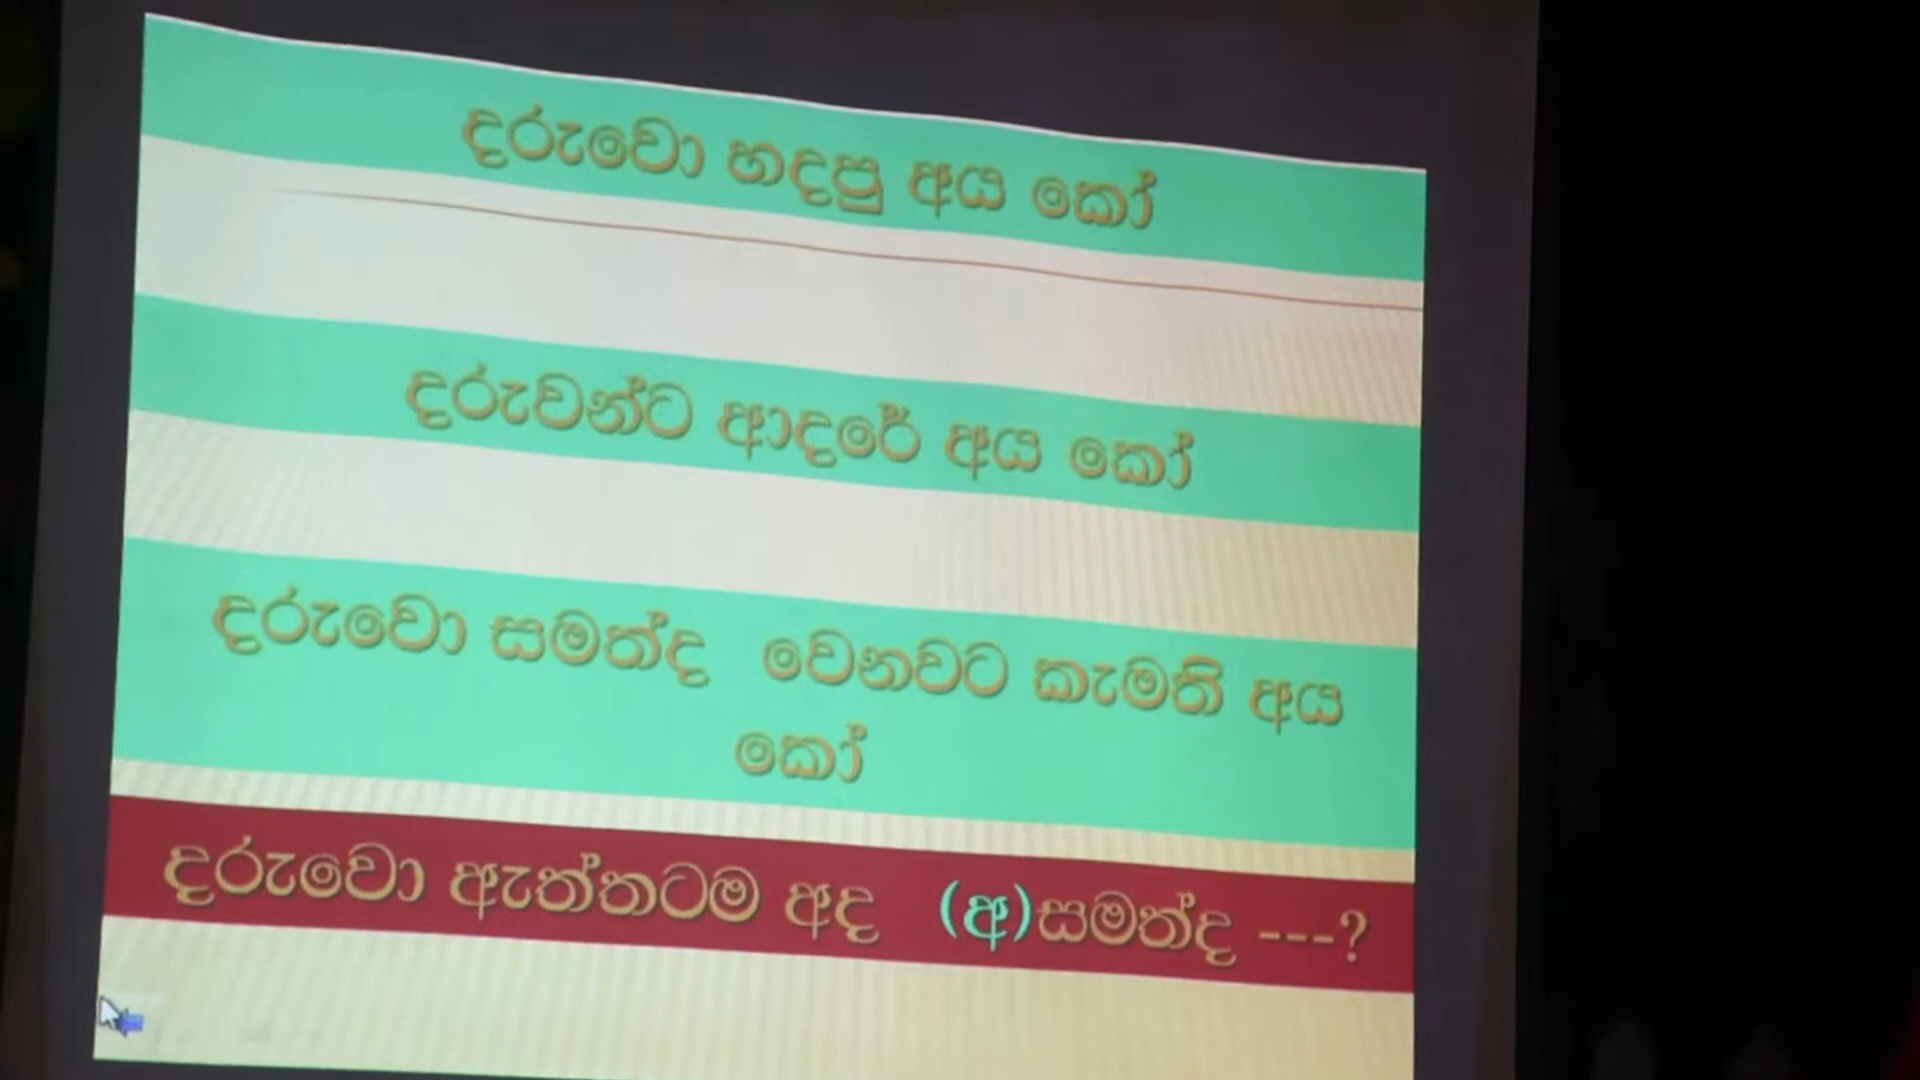 දරුවො හදපු අය කෝ
දරුවන්ට ආදරේ අය කෝ
දරුවො සමත්ද වෙනවට කැමති අය
කෝ
දරුවො ඇත්තටම අද (අ)සමත්ද ---?